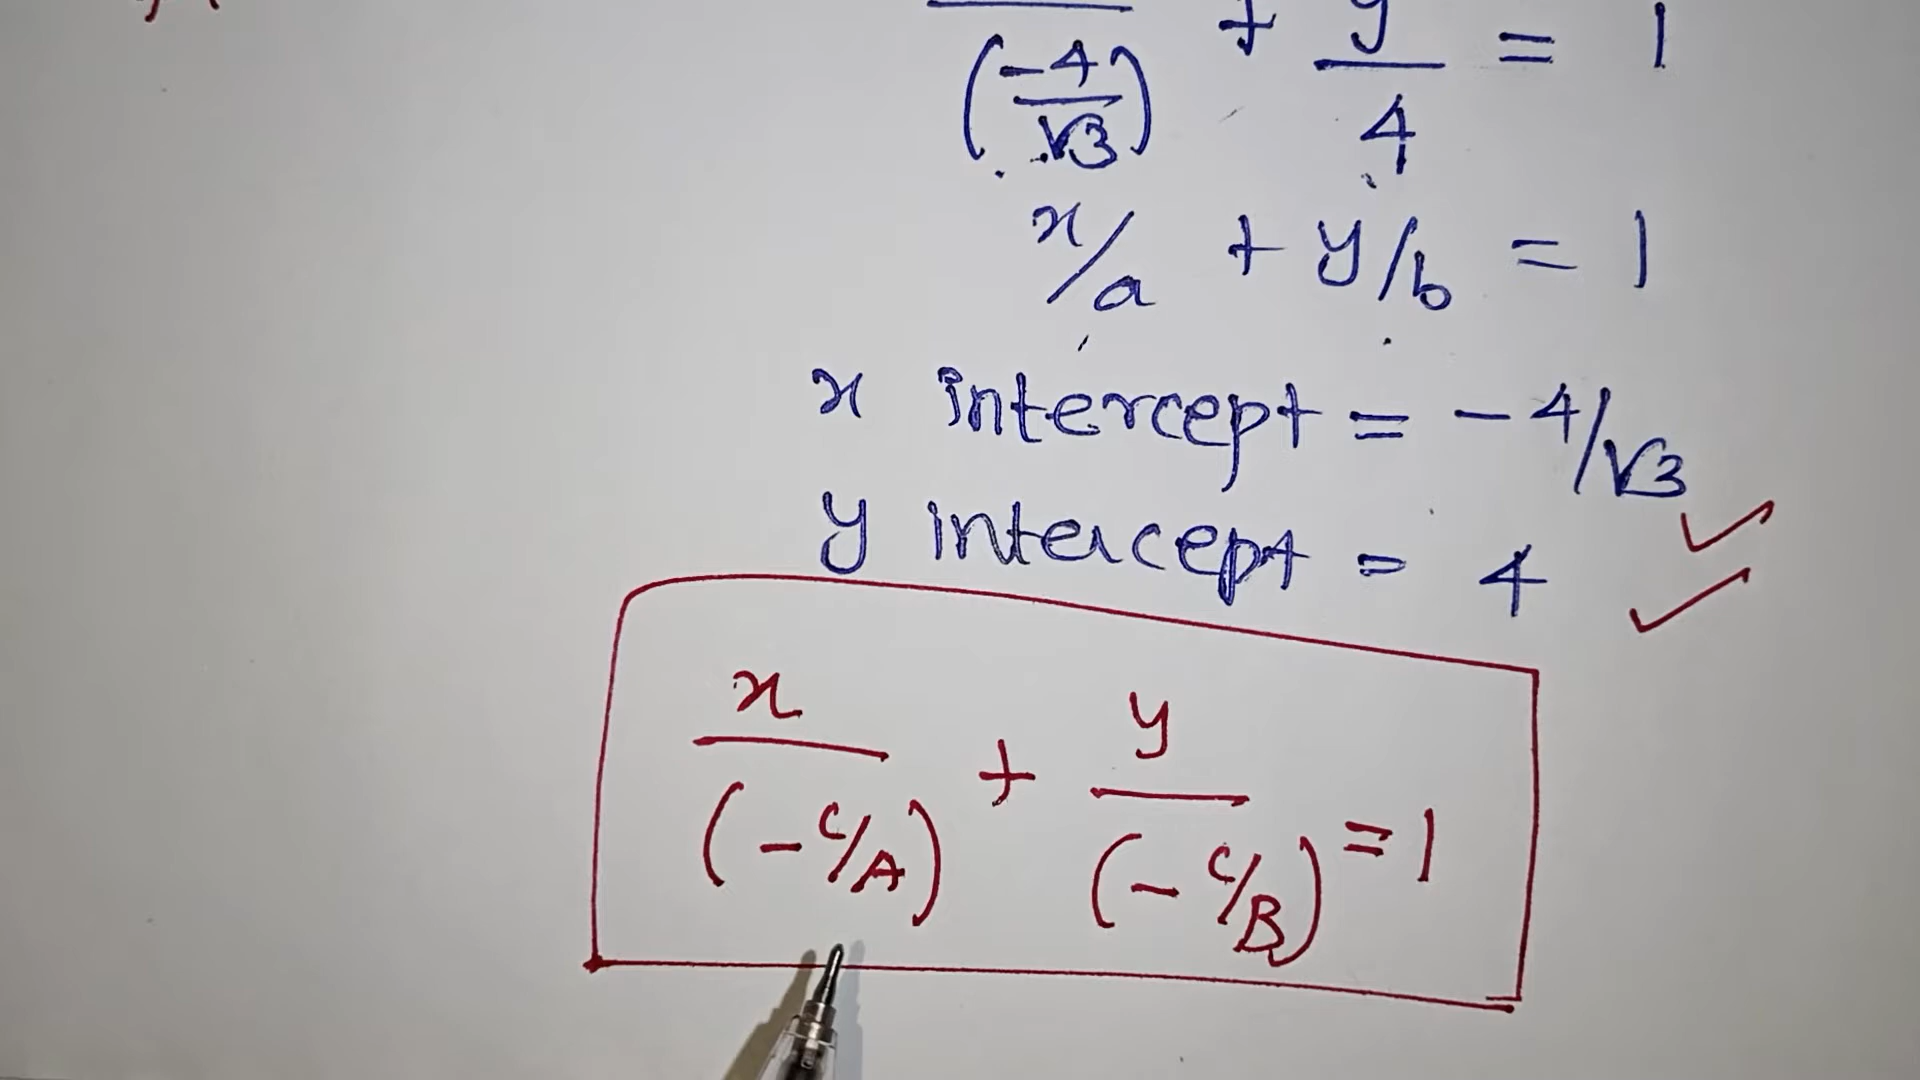 (-4/√3) + y/4 = 1
x/a + y/b = 1
x intercept = -4/√3
y intercept = 4
x/(-C/A) + y/(-C/B) = 1